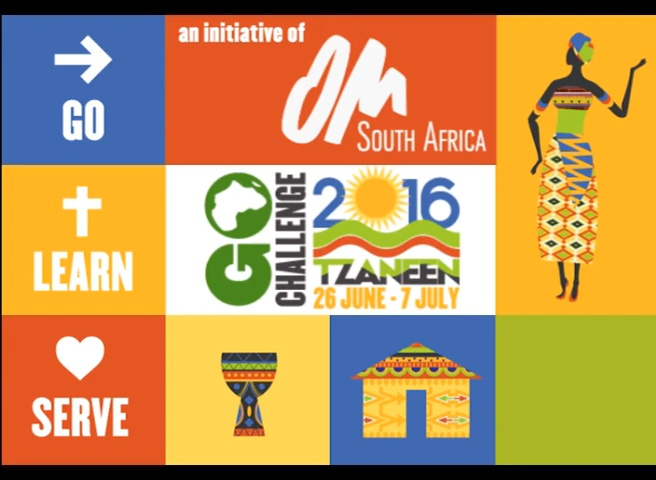 an initiative of
OM
SOUTH AFRICA
GO
GO
CHALLENGE
2016
TZANEEN
26 JUNE - 7 JULY
LEARN
SERVE